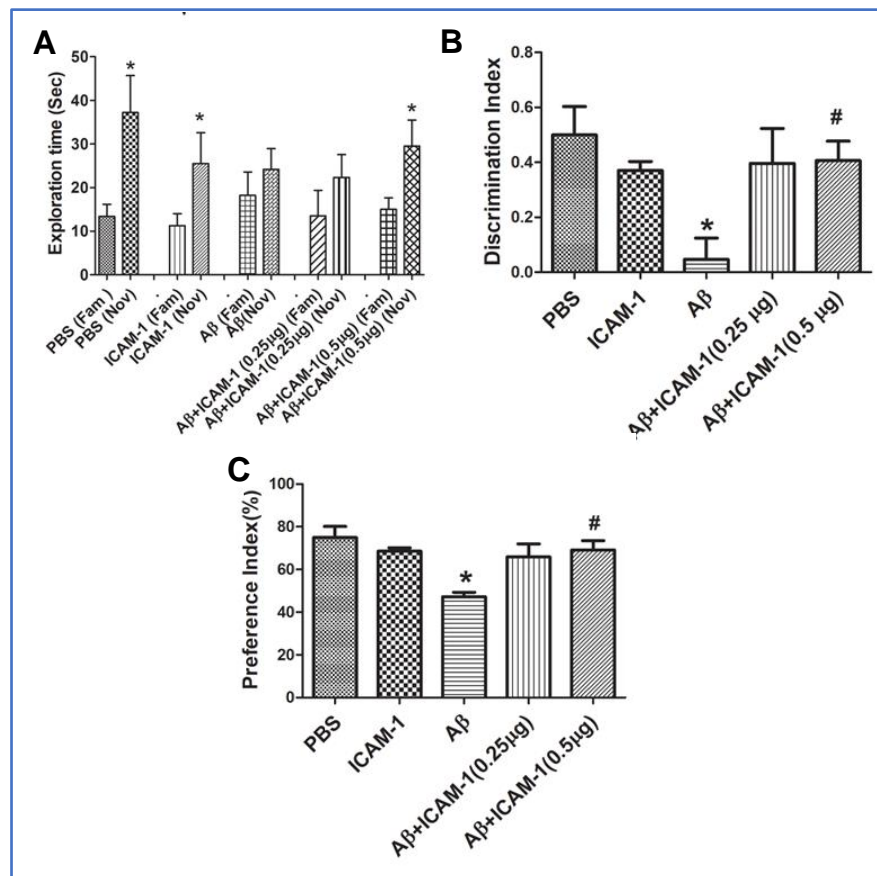 A
Exploration time (Sec)
50
40
30
20
10
0
*
*
*
PBS (Fam )
PBS (Nov)
ICAM-1 (Fam)
ICAM-1 (Nov)
Aβ (Fam)
Aβ(Nov)
Aβ+ICAM-1 (0.25μg) (Fam)
Aβ+ICAM-1(0.25μg) (Nov)
Aβ+ICAM-1(0.5μg) (Fam)
Aβ+ICAM-1(0.5μg) (Nov)
B
Discrimination Index
0.8
0.6
0.4
0.2
0.0
*
#
PBS
ICAM-1
Aβ
Aβ+ICAM-1(0.25 μg)
Aβ+ICAM-1(0.5 μg)
C
Preference Index(%)
100
80
60
40
20
0
*
#
PBS
ICAM-1
Aβ
Aβ+ICAM-1(0.25μg)
Aβ+ICAM-1(0.5μg)